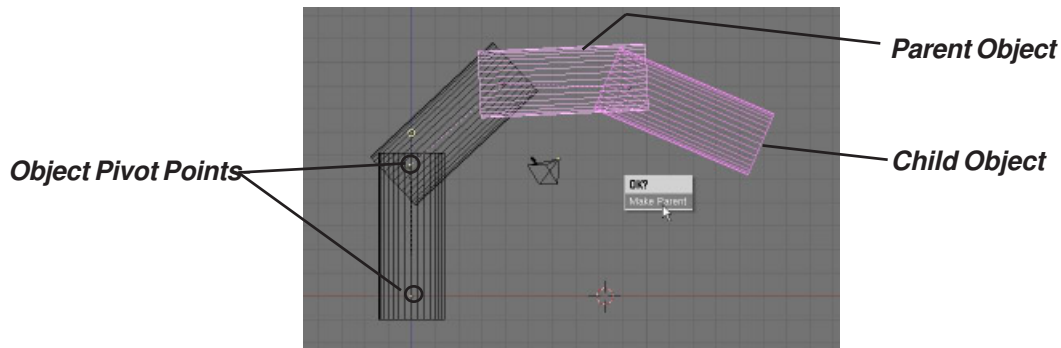 Parent Object
Object Pivot Points
Child Object
OK?
Make Parent